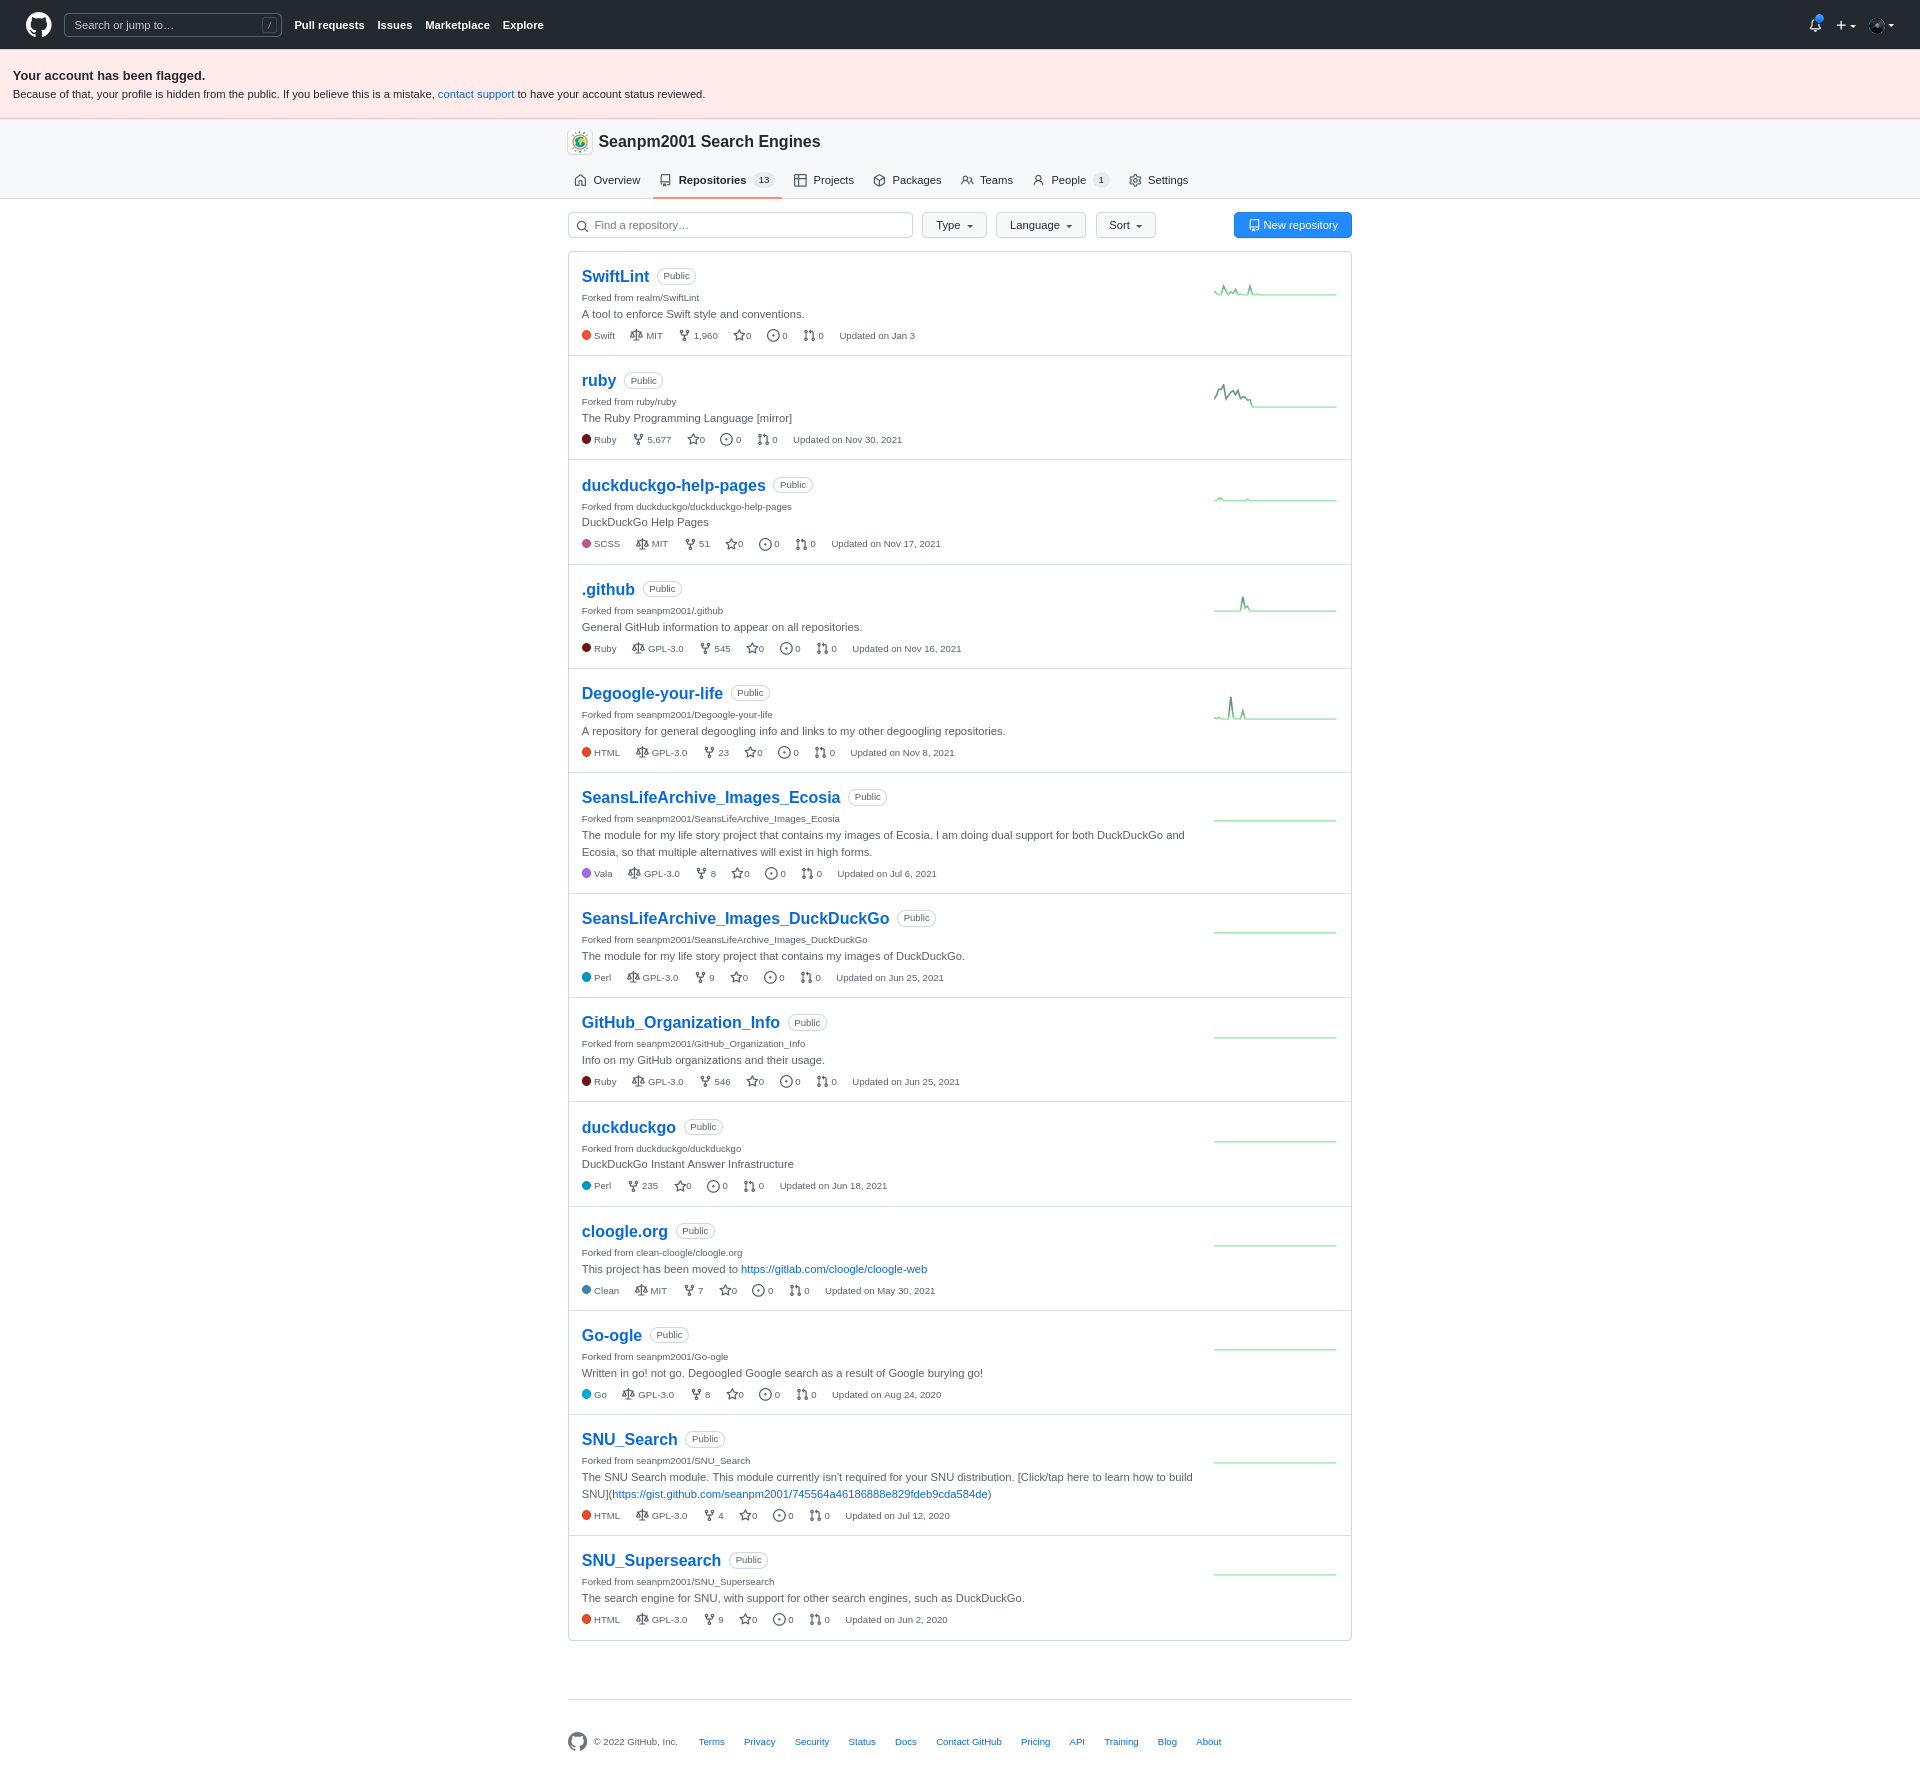 Search or jump to… / Pull requests Issues Marketplace Explore
Your account has been flagged.
Because of that, your profile is hidden from the public. If you believe this is a mistake, contact support to have your account status reviewed.
Seanpm2001 Search Engines
Overview Repositories 13 Projects Packages Teams People 1 Settings
Find a repository… Type Language Sort New repository
SwiftLint Public
Forked from realm/SwiftLint
A tool to enforce Swift style and conventions.
Swift MIT 1,960 0 0 0 Updated on Jan 3
ruby Public
Forked from ruby/ruby
The Ruby Programming Language [mirror]
Ruby 5,677 0 0 0 Updated on Nov 30, 2021
duckduckgo-help-pages Public
Forked from duckduckgo/duckduckgo-help-pages
DuckDuckGo Help Pages
SCSS MIT 51 0 0 0 Updated on Nov 17, 2021
.github Public
Forked from seanpm2001/.github
General GitHub information to appear on all repositories.
Ruby GPL-3.0 545 0 0 0 Updated on Nov 16, 2021
Degoogle-your-life Public
Forked from seanpm2001/Degoogle-your-life
A repository for general degoogling info and links to my other degoogling repositories.
HTML GPL-3.0 23 0 0 0 Updated on Nov 8, 2021
SeansLifeArchive_Images_Ecosia Public
Forked from seanpm2001/SeansLifeArchive_Images_Ecosia
The module for my life story project that contains my images of Ecosia. I am doing dual support for both DuckDuckGo and
Ecosia, so that multiple alternatives will exist in high forms.
Vala GPL-3.0 8 0 0 0 Updated on Jul 6, 2021
SeansLifeArchive_Images_DuckDuckGo Public
Forked from seanpm2001/SeansLifeArchive_Images_DuckDuckGo
The module for my life story project that contains my images of DuckDuckGo.
Perl GPL-3.0 9 0 0 0 Updated on Jun 25, 2021
GitHub_Organization_Info Public
Forked from seanpm2001/GitHub_Organization_Info
Info on my GitHub organizations and their usage.
Ruby GPL-3.0 546 0 0 0 Updated on Jun 25, 2021
duckduckgo Public
Forked from duckduckgo/duckduckgo
DuckDuckGo Instant Answer Infrastructure
Perl 235 0 0 0 Updated on Jun 18, 2021
cloogle.org Public
Forked from clean-cloogle/cloogle.org
This project has been moved to https://gitlab.com/cloogle/cloogle-web
Clean MIT 7 0 0 0 Updated on May 30, 2021
Go-ogle Public
Forked from seanpm2001/Go-ogle
Written in go! not go. Degoogled Google search as a result of Google burying go!
Go GPL-3.0 8 0 0 0 Updated on Aug 24, 2020
SNU_Search Public
Forked from seanpm2001/SNU_Search
The SNU Search module. This module currently isn't required for your SNU distribution. [Click/tap here to learn how to build
SNU](https://gist.github.com/seanpm2001/745564a46186888e829fdeb9cda584de)
HTML GPL-3.0 4 0 0 0 Updated on Jul 12, 2020
SNU_Supersearch Public
Forked from seanpm2001/SNU_Supersearch
The search engine for SNU, with support for other search engines, such as DuckDuckGo.
HTML GPL-3.0 9 0 0 0 Updated on Jun 2, 2020
© 2022 GitHub, Inc. Terms Privacy Security Status Docs Contact GitHub Pricing API Training Blog About